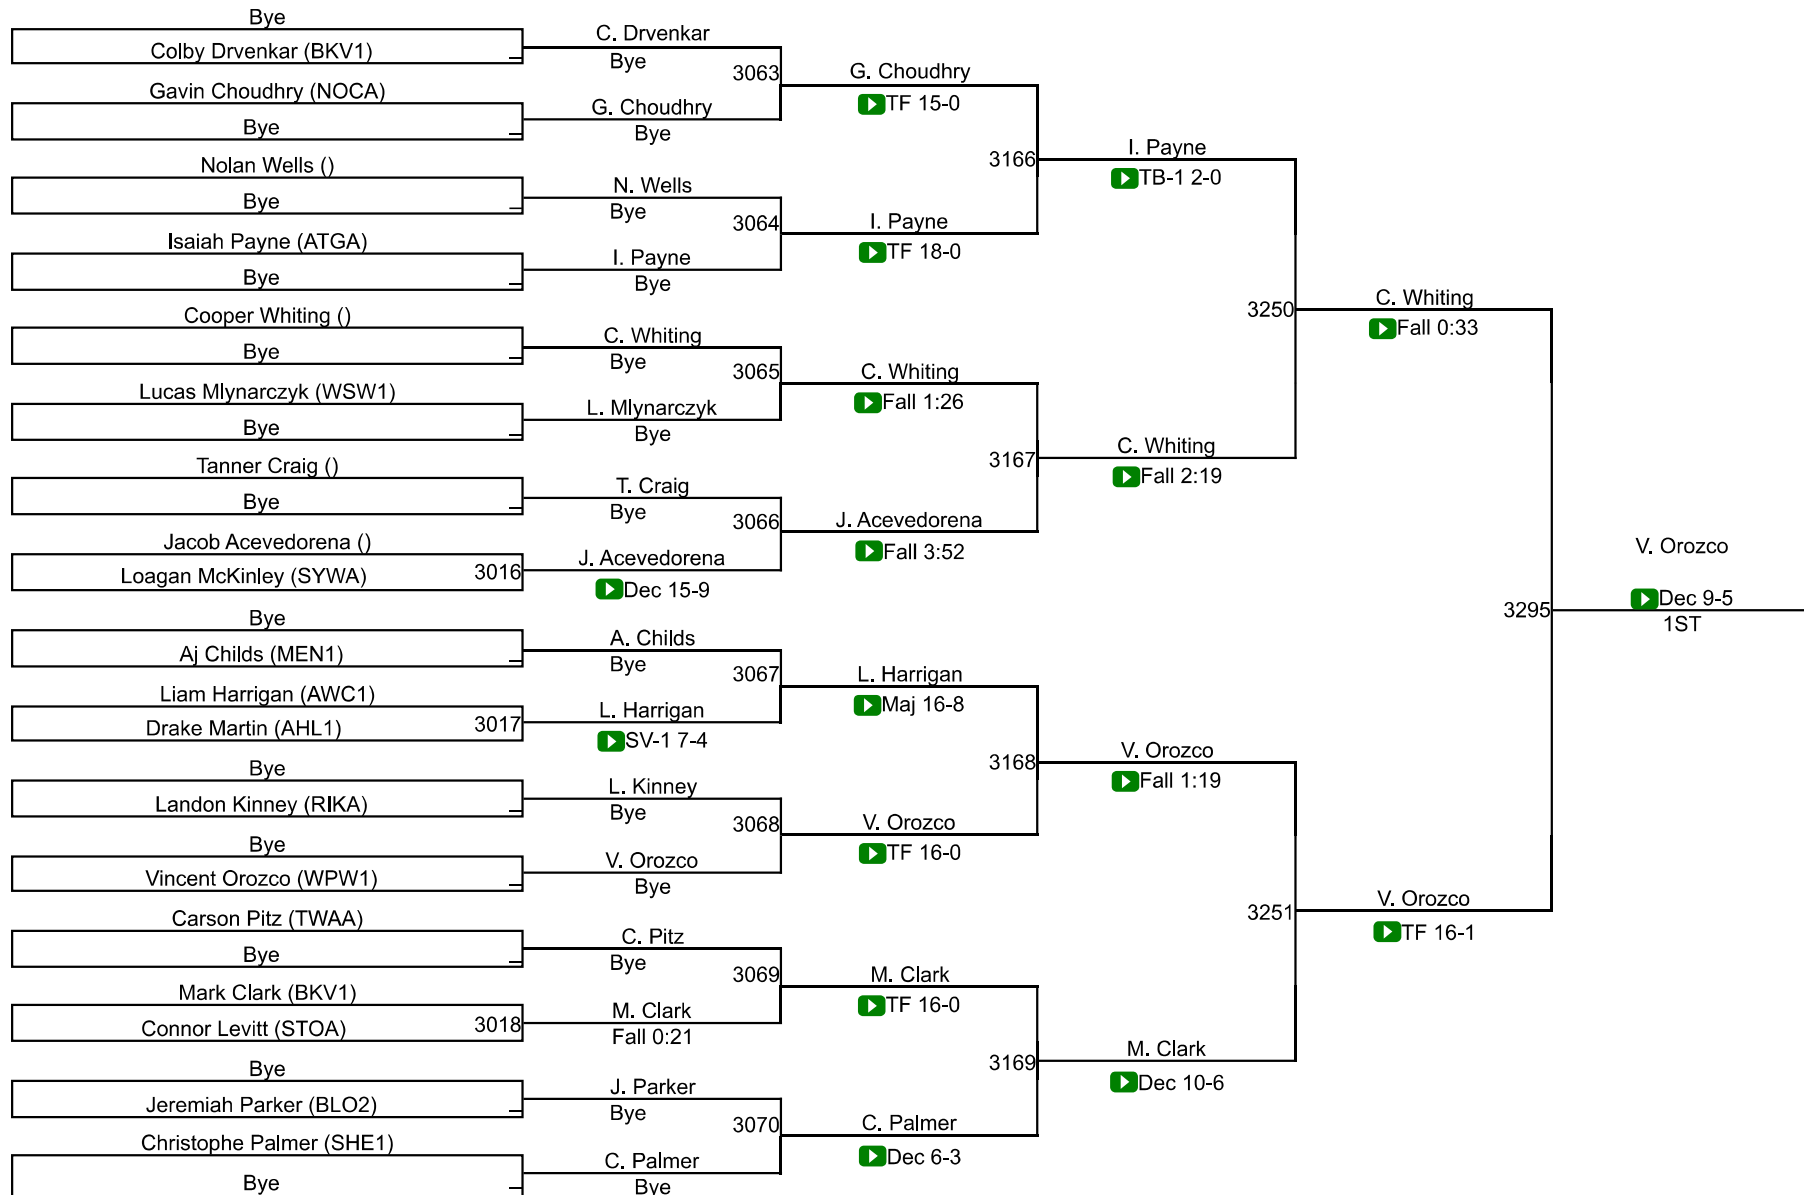 Bye
Colby Drvenkar (BKV1)
Gavin Choudhry (NOCA)
Bye
Nolan Wells ()
Bye
Isaiah Payne (ATGA)
Bye
Cooper Whiting ()
Bye
Lucas Mlynarczyk (WSW1)
Bye
Tanner Craig ()
Bye
Jacob Acevedorena ()
Loagan McKinley (SYWA) 3016
Bye
Aj Childs (MEN1)
Liam Harrigan (AWC1)
Drake Martin (AHL1) 3017
Bye
Landon Kinney (RIKA)
Bye
Vincent Orozco (WPW1)
Carson Pitz (TWAA)
Bye
Mark Clark (BKV1)
Connor Levitt (STOA) 3018
Bye
Jeremiah Parker (BLO2)
Christophe Palmer (SHE1)
Bye
C. Drvenkar
Bye
3063
G. Choudhry
Bye
N. Wells
Bye
3064
I. Payne
Bye
C. Whiting
Bye
3065
L. Mlynarczyk
Bye
T. Craig
Bye
3066
J. Acevedorena
Dec 15-9
A. Childs
Bye
3067
L. Harrigan
SV-1 7-4
L. Kinney
Bye
3068
V. Orozco
Bye
C. Pitz
Bye
3069
M. Clark
Fall 0:21
J. Parker
Bye
3070
C. Palmer
Bye
G. Choudhry
TF 15-0
3166
I. Payne
TF 18-0
C. Whiting
Fall 1:26
3167
J. Acevedorena
Fall 3:52
L. Harrigan
Maj 16-8
3168
V. Orozco
TF 16-0
M. Clark
TF 16-0
3169
C. Palmer
Dec 6-3
I. Payne
TB-1 2-0
3250
C. Whiting
Fall 2:19
V. Orozco
Fall 1:19
3251
M. Clark
Dec 10-6
C. Whiting
Fall 0:33
3295
V. Orozco
TF 16-1
V. Orozco
Dec 9-5
1ST